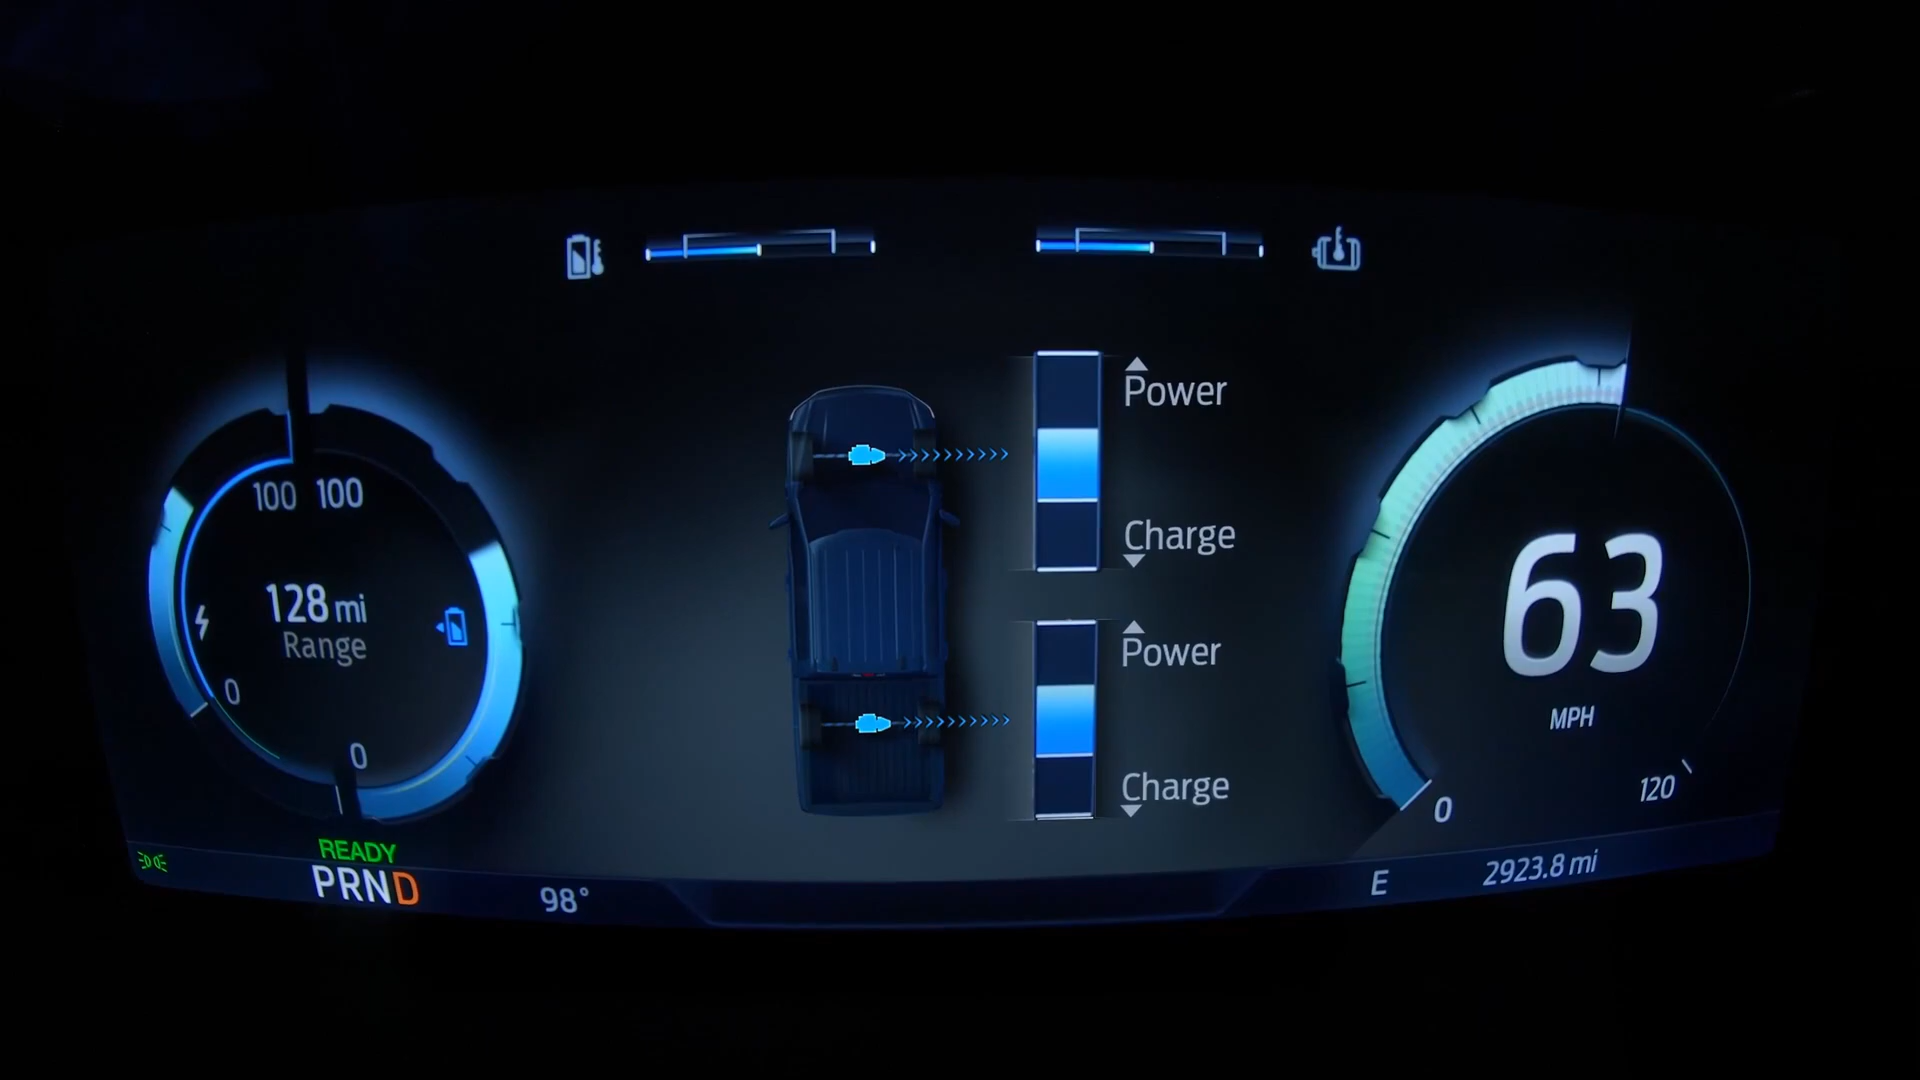 100 100
128 mi
Range
0
0
Power
Charge
Power
Charge
63
MPH
0
120
READY
PRND
98°
E
2923.8 mi